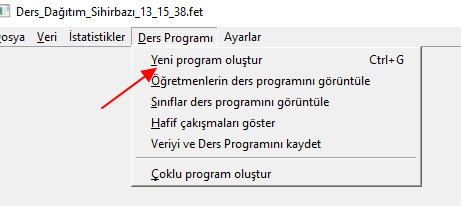 Ders_Dağıtım_Sihirbazı_13_15_38.fet
osya Veri İstatistikler Ders Programı Ayarlar
Yeni program oluştur Ctrl+G
Öğretmenlerin ders programını görüntüle
Sınıflar ders programını görüntüle
Hafif çakışmaları göster
Veriyi ve Ders Programını kaydet
Çoklu program oluştur